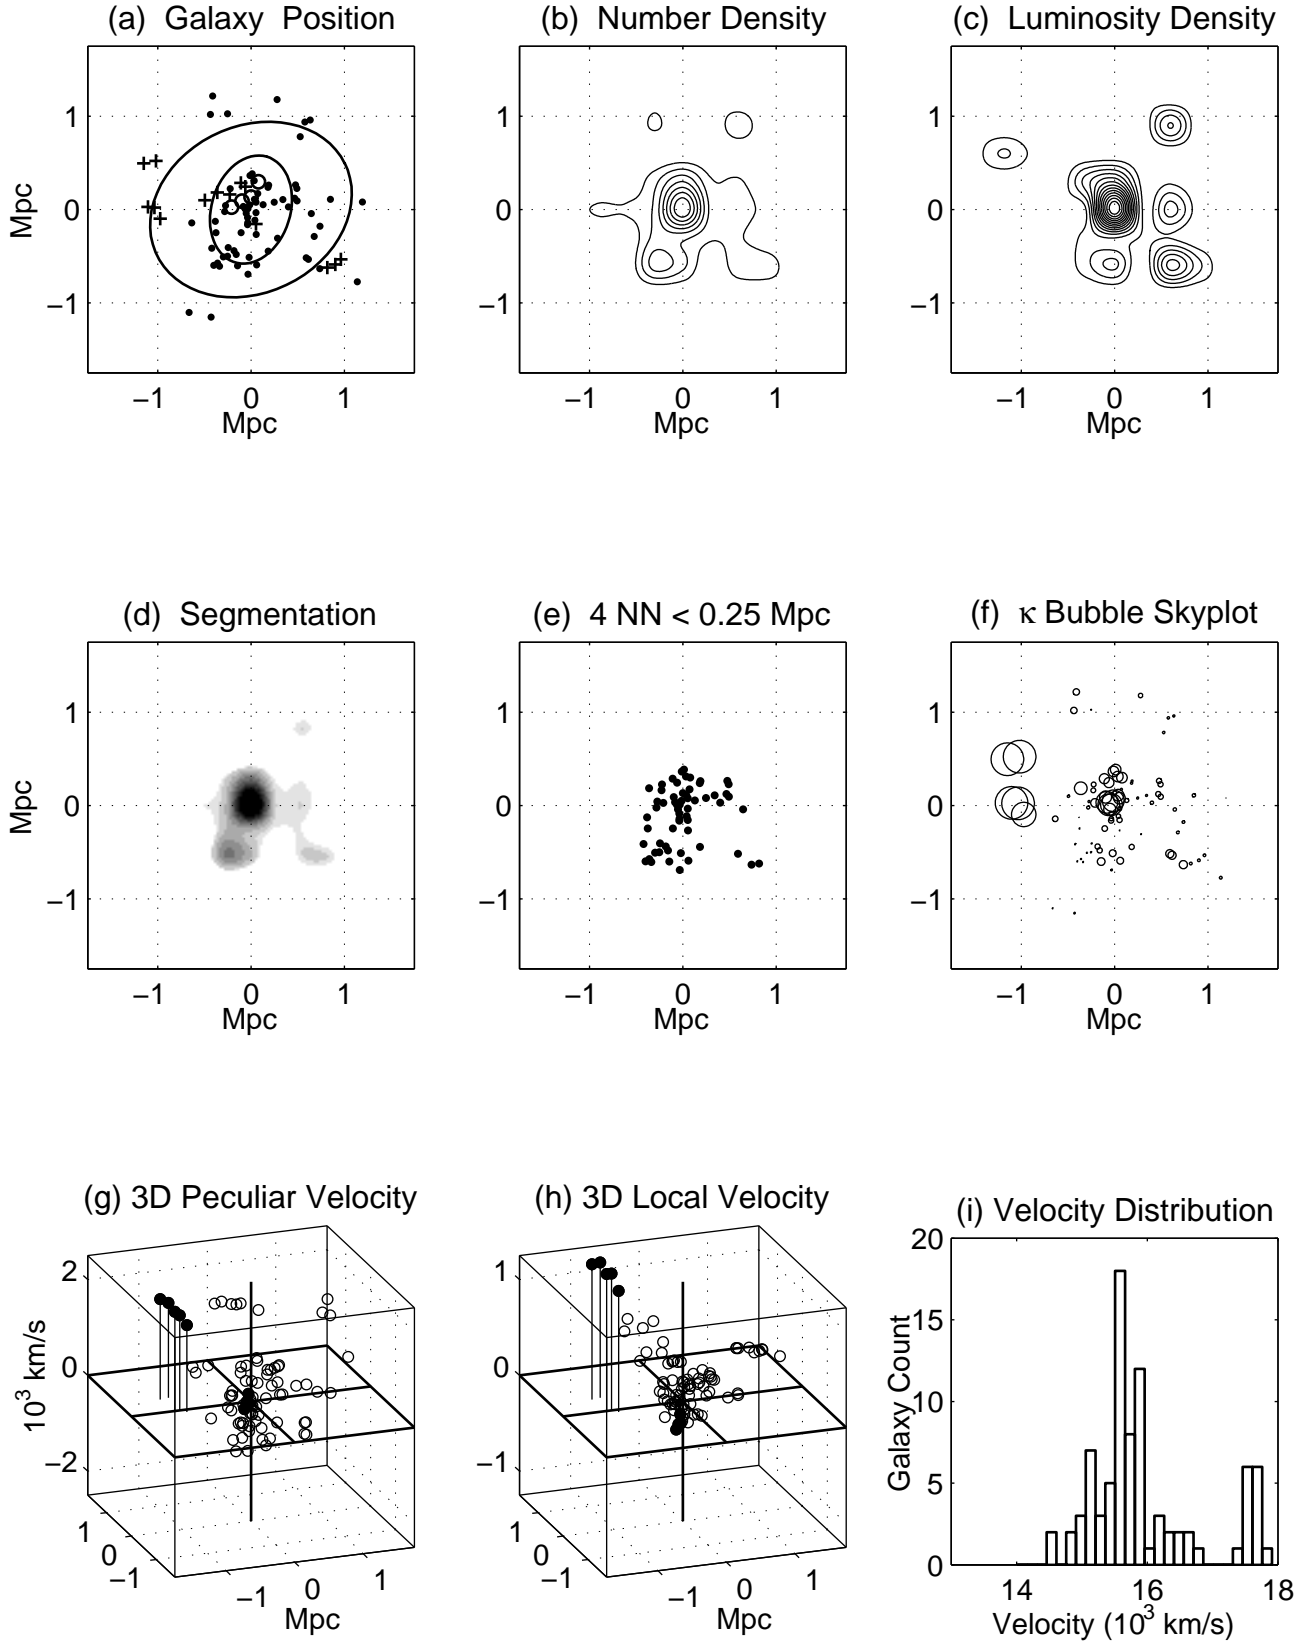 (a) Galaxy Position
(b) Number Density
(c) Luminosity Density
1
0
−1
Mpc
−1 0 1
Mpc
1
0
−1
−1 0 1
Mpc
1
0
−1
−1 0 1
Mpc
(d) Segmentation
(e) 4 NN < 0.25 Mpc
(f) κ Bubble Skyplot
1
0
−1
Mpc
−1 0 1
Mpc
1
0
−1
−1 0 1
Mpc
1
0
−1
−1 0 1
Mpc
(g) 3D Peculiar Velocity
(h) 3D Local Velocity
(i) Velocity Distribution
2
0
−2
10³ km/s
1
0
−1
−1
0
1
Mpc
1
0
−1
1
0
−1
−1
0
1
Mpc
20
15
10
5
0
Galaxy Count
14 16 18
Velocity (10³ km/s)